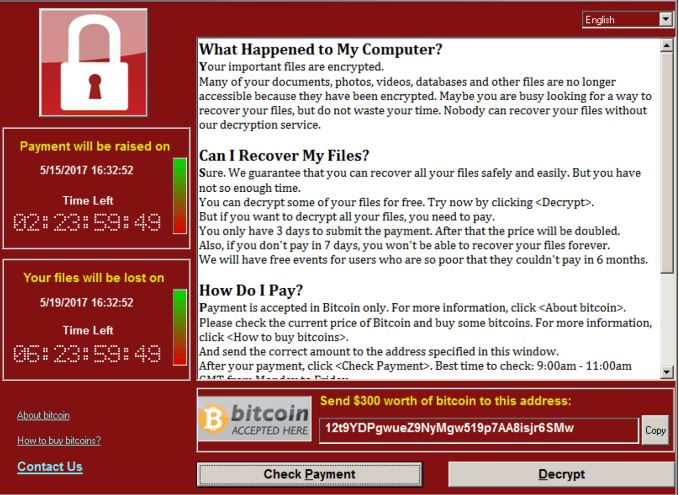 English
What Happened to My Computer?
Your important files are encrypted.
Many of your documents, photos, videos, databases and other files are no longer
accessible because they have been encrypted. Maybe you are busy looking for a way to
recover your files, but do not waste your time. Nobody can recover your files without
our decryption service.
Can I Recover My Files?
Sure. We guarantee that you can recover all your files safely and easily. But you have
not so enough time.
You can decrypt some of your files for free. Try now by clicking <Decrypt>.
But if you want to decrypt all your files, you need to pay.
You only have 3 days to submit the payment. After that the price will be doubled.
Also, if you don't pay in 7 days, you won't be able to recover your files forever.
We will have free events for users who are so poor that they couldn't pay in 6 months.
How Do I Pay?
Payment is accepted in Bitcoin only. For more information, click <About bitcoin>.
Please check the current price of Bitcoin and buy some bitcoins. For more information,
click <How to buy bitcoins>.
And send the correct amount to the address specified in this window.
After your payment, click <Check Payment>. Best time to check: 9:00am - 11:00am
GMT from Monday to Friday.
Payment will be raised on
5/15/2017 16:32:52
Time Left
02:23:59:49
Your files will be lost on
5/19/2017 16:32:52
Time Left
06:23:59:49
About bitcoin
How to buy bitcoins?
Contact Us
bitcoin
ACCEPTED HERE
Send $300 worth of bitcoin to this address:
12t9YDPgwueZ9NyMgw519p7AA8isjr6SMw
Copy
Check Payment
Decrypt